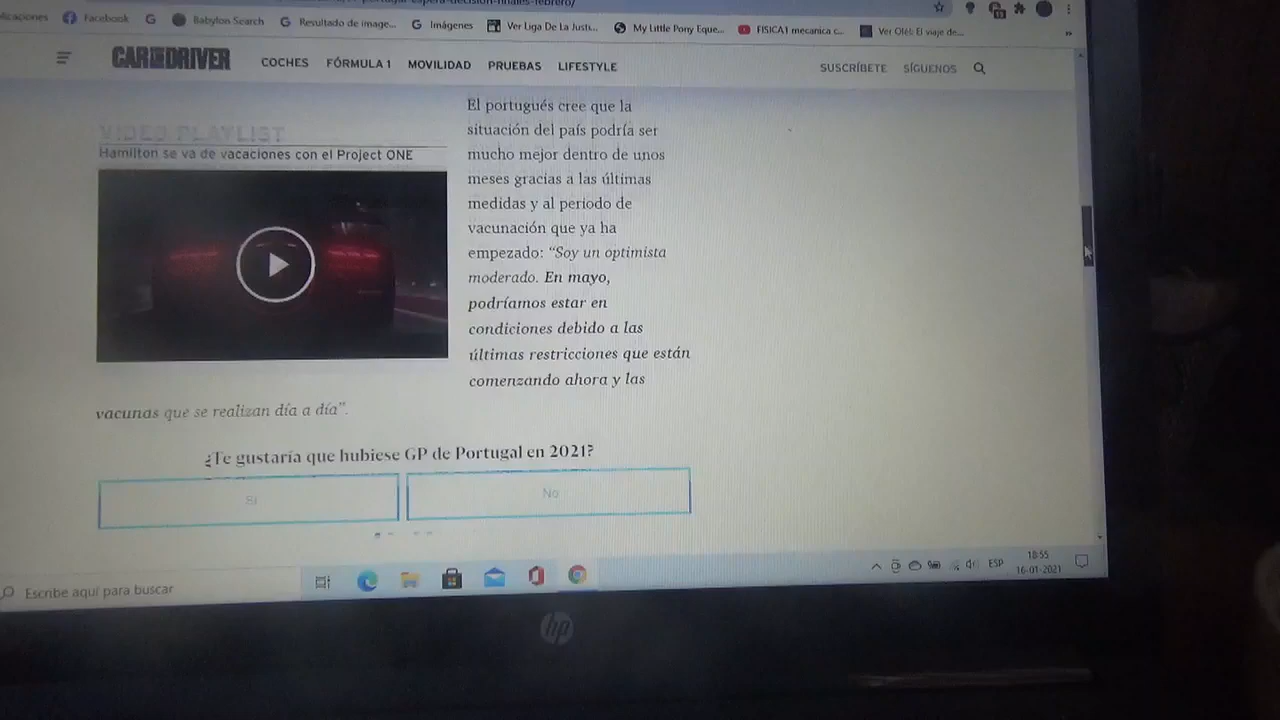 Facebook
G
Babylon Search
G Resultado de image...
G Imágenes
Ver Liga De La Justi...
My Little Pony Eque...
FISICA1 mecanica c...
Ver Olél: El viaje de...
»
CAR AND DRIVER
COCHES
FÓRMULA 1
MOVILIDAD
PRUEBAS
LIFESTYLE
SUSCRÍBETE
SÍGUENOS
VIDEO PLAYLIST
Hamilton se va de vacaciones con el Project ONE
El portugués cree que la
situación del país podría ser
mucho mejor dentro de unos
meses gracias a las últimas
medidas y al periodo de
vacunación que ya ha
empezado: “Soy un optimista
moderado. En mayo,
podríamos estar en
condiciones debido a las
últimas restricciones que están
comenzando ahora y las
vacunas que se realizan día a día”.
¿Te gustaría que hubiese GP de Portugal en 2021?
Sí
No
Escribe aquí para buscar
ESP
18:55
16-01-2021
hp